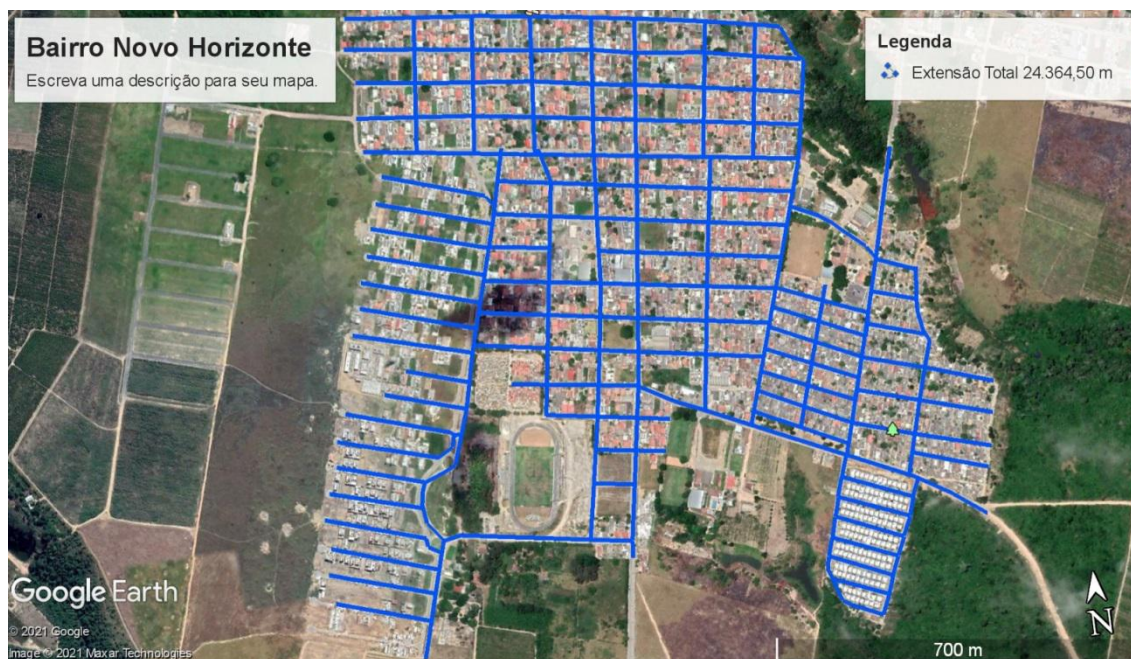 Bairro Novo Horizonte
Escreva uma descrição para seu mapa.
Legenda
Extensão Total 24.364,50 m
Google Earth
© 2021 Google
Image © 2021 Maxar Technologies
700 m
N